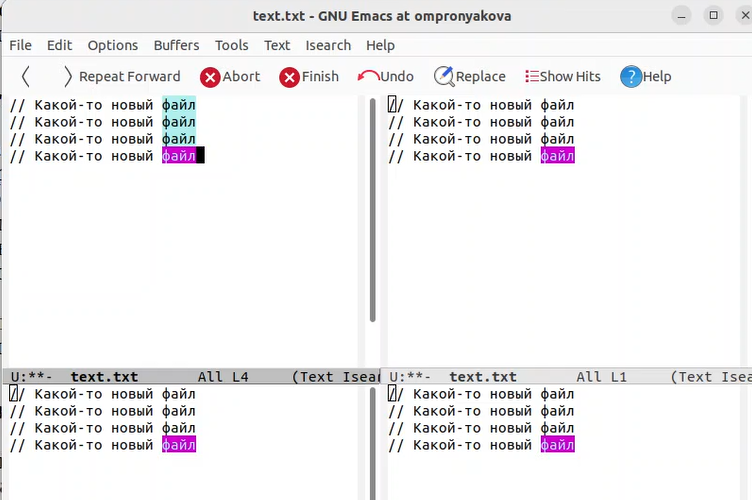 text.txt - GNU Emacs at ompronyakova
File Edit Options Buffers Tools Text Isearch Help
Repeat Forward Abort Finish Undo Replace Show Hits Help
// Какой-то новый файл
// Какой-то новый файл
// Какой-то новый файл
// Какой-то новый файл
U:**- text.txt All L4 (Text Isear
// Какой-то новый файл
// Какой-то новый файл
// Какой-то новый файл
// Какой-то новый файл
U:**- text.txt All L1 (Text Isea
// Какой-то новый файл
// Какой-то новый файл
// Какой-то новый файл
// Какой-то новый файл
// Какой-то новый файл
// Какой-то новый файл
// Какой-то новый файл
// Какой-то новый файл